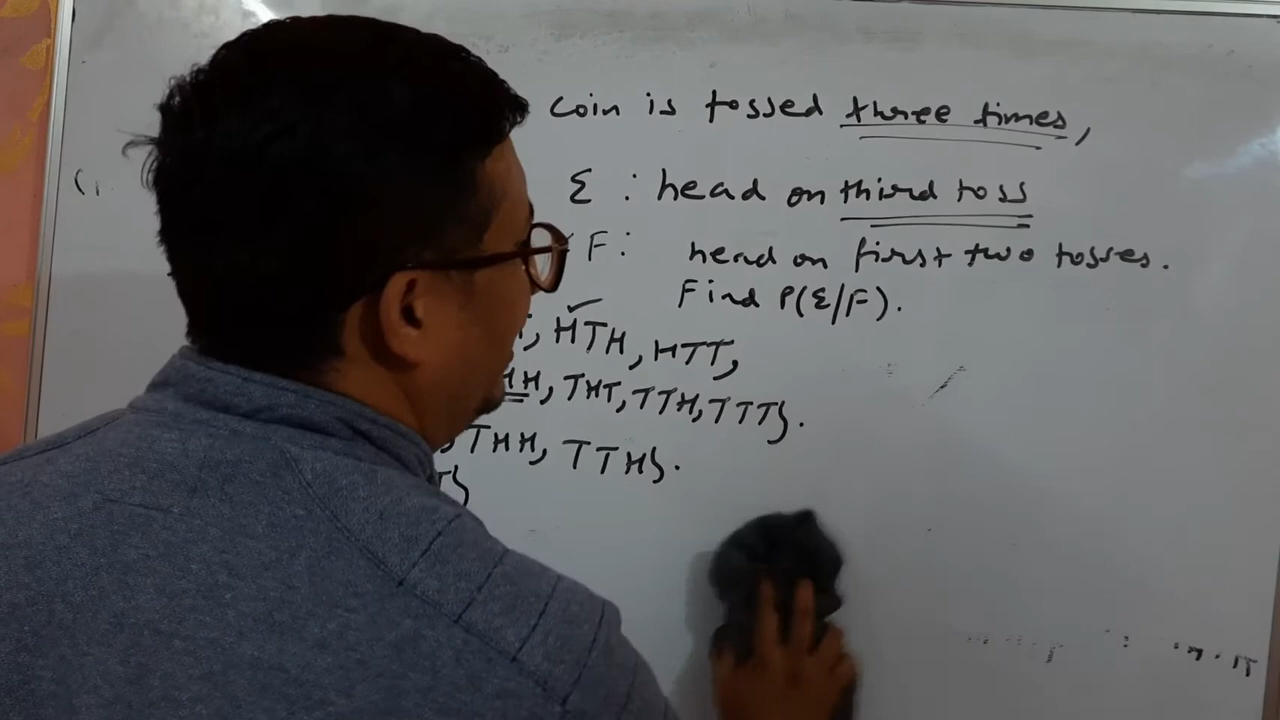 coin is tossed three times,
(i
Ɛ : head on third toss
F: head on first two tosses.
Find P(Ɛ/F).
, HTH, HTT,
HH, THT, TTH, TTT}.
, THH, TTH}.
}